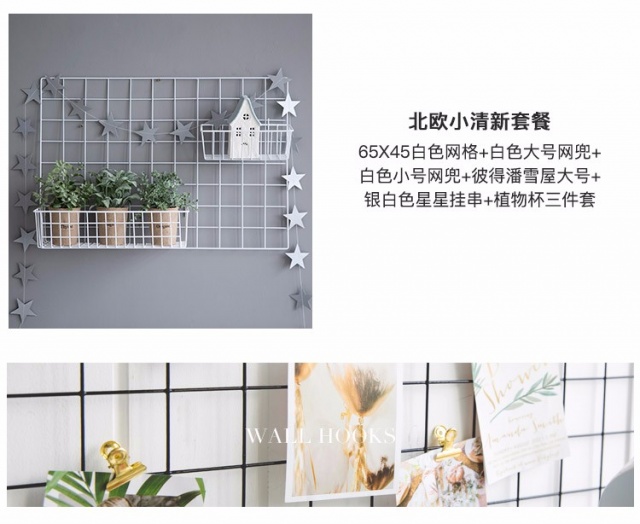 北欧小清新套餐
65X45白色网格+白色大号网兜+
白色小号网兜+彼得潘雪屋大号+
银白色星星挂串+植物杯三件套
WALL HOOKS